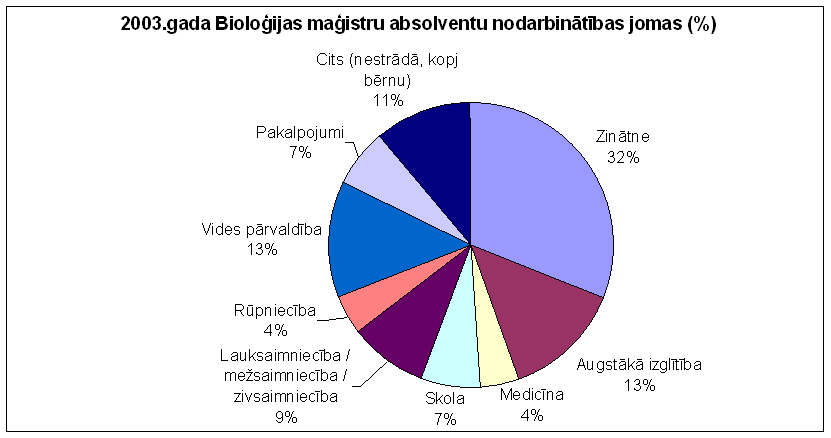 2003.gada Bioloģijas maģistru absolventu nodarbinātības jomas (%)
Cits (nestrādā, kopj
bērnu)
11%
Zinātne
32%
Augstākā izglītība
13%
Medicīna
4%
Skola
7%
Lauksaimniecība /
mežsaimniecība /
zivsaimniecība
9%
Rūpniecība
4%
Vides pārvaldība
13%
Pakalpojumi
7%